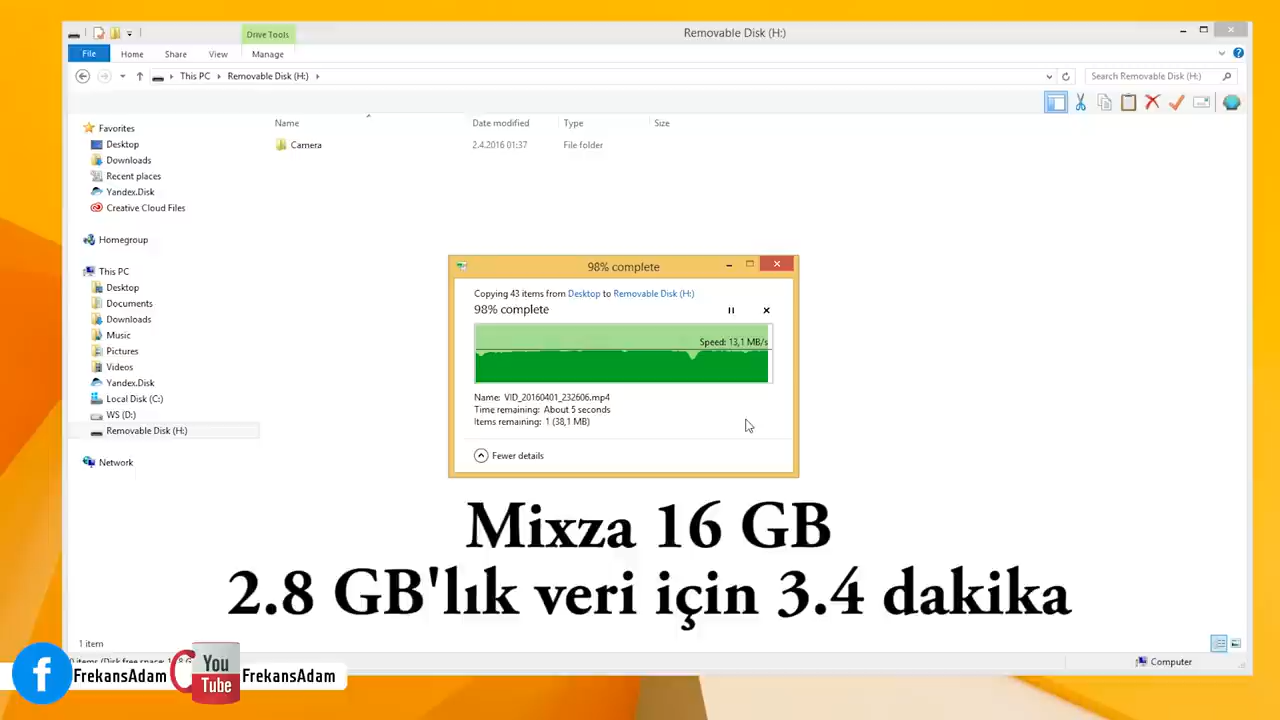 Drive Tools
Removable Disk (H:)
File Home Share View Manage
This PC Removable Disk (H:) Search Removable Disk (H:)
Name Date modified Type Size
Camera 2.4.2016 01:37 File folder
Favorites
Desktop
Downloads
Recent places
Yandex.Disk
Creative Cloud Files
Homegroup
This PC
Desktop
Documents
Downloads
Music
Pictures
Videos
Yandex.Disk
Local Disk (C:)
WS (D:)
Removable Disk (H:)
Network
98% complete
Copying 43 items from Desktop to Removable Disk (H:)
98% complete
Speed: 13,1 MB/s
Name: VID_20160401_232606.mp4
Time remaining: About 5 seconds
Items remaining: 1 (38,1 MB)
Fewer details
Mixza 16 GB
2.8 GB'lık veri için 3.4 dakika
1 item
Computer
f FrekansAdam You Tube FrekansAdam